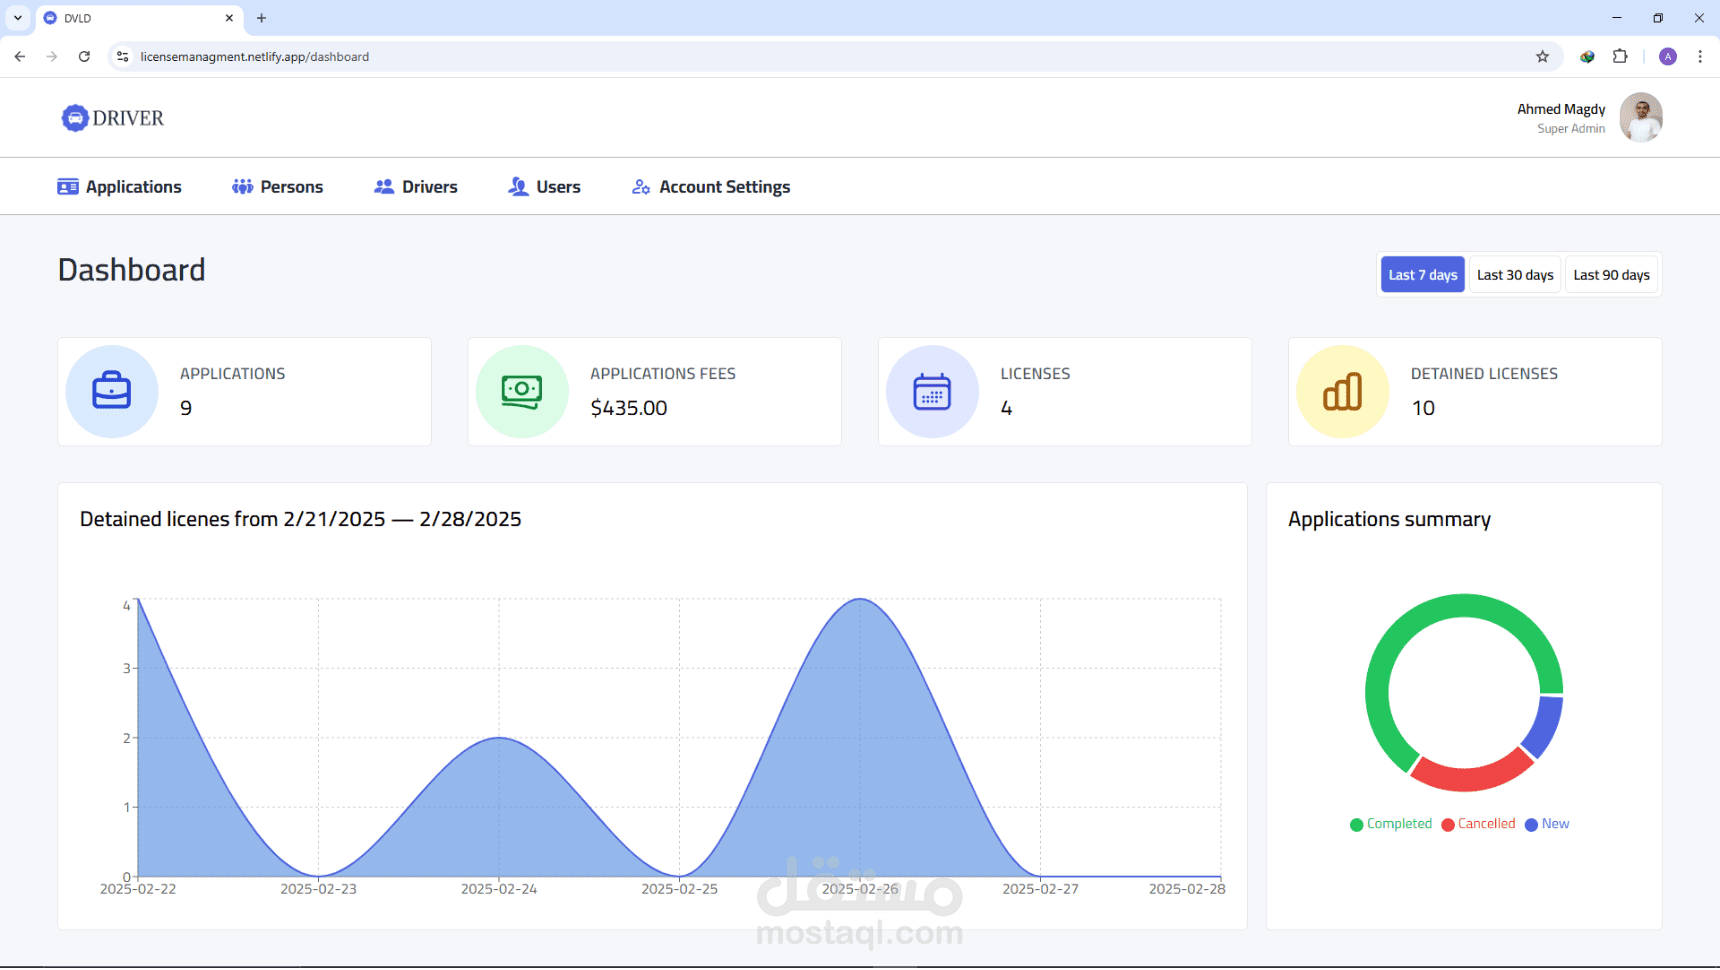 DVLD
licensemanagment.netlify.app/dashboard
A
DRIVER
Ahmed Magdy
Super Admin
Applications
Persons
Drivers
Users
Account Settings
Dashboard
Last 7 days
Last 30 days
Last 90 days
APPLICATIONS
9
APPLICATIONS FEES
$435.00
LICENSES
4
DETAINED LICENSES
10
Detained licenes from 2/21/2025 — 2/28/2025
4
3
2
1
0
2025-02-22
2025-02-23
2025-02-24
2025-02-25
2025-02-26
2025-02-27
2025-02-28
Applications summary
Completed
Cancelled
New
مستقل
mostaql.com